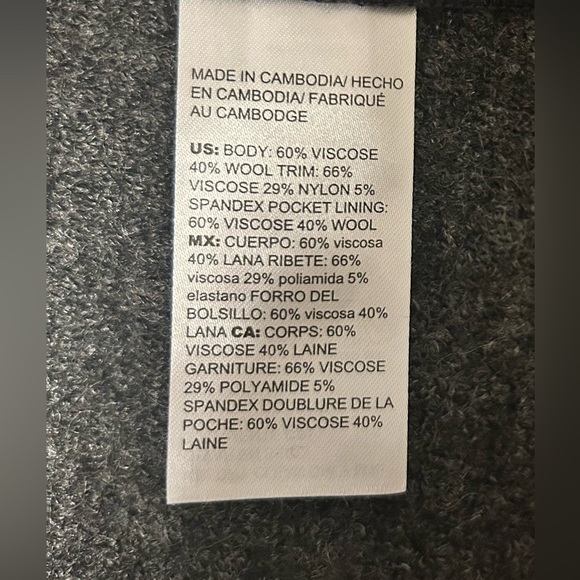 MADE IN CAMBODIA/ HECHO
EN CAMBODIA/ FABRIQUÉ
AU CAMBODGE
US: BODY: 60% VISCOSE
40% WOOL TRIM: 66%
VISCOSE 29% NYLON 5%
SPANDEX POCKET LINING:
60% VISCOSE 40% WOOL
MX: CUERPO: 60% viscosa
40% LANA RIBETE: 66%
viscosa 29% poliamida 5%
elastano FORRO DEL
BOLSILLO: 60% viscosa 40%
LANA CA: CORPS: 60%
VISCOSE 40% LAINE
GARNITURE: 66% VISCOSE
29% POLYAMIDE 5%
SPANDEX DOUBLURE DE LA
POCHE: 60% VISCOSE 40%
LAINE